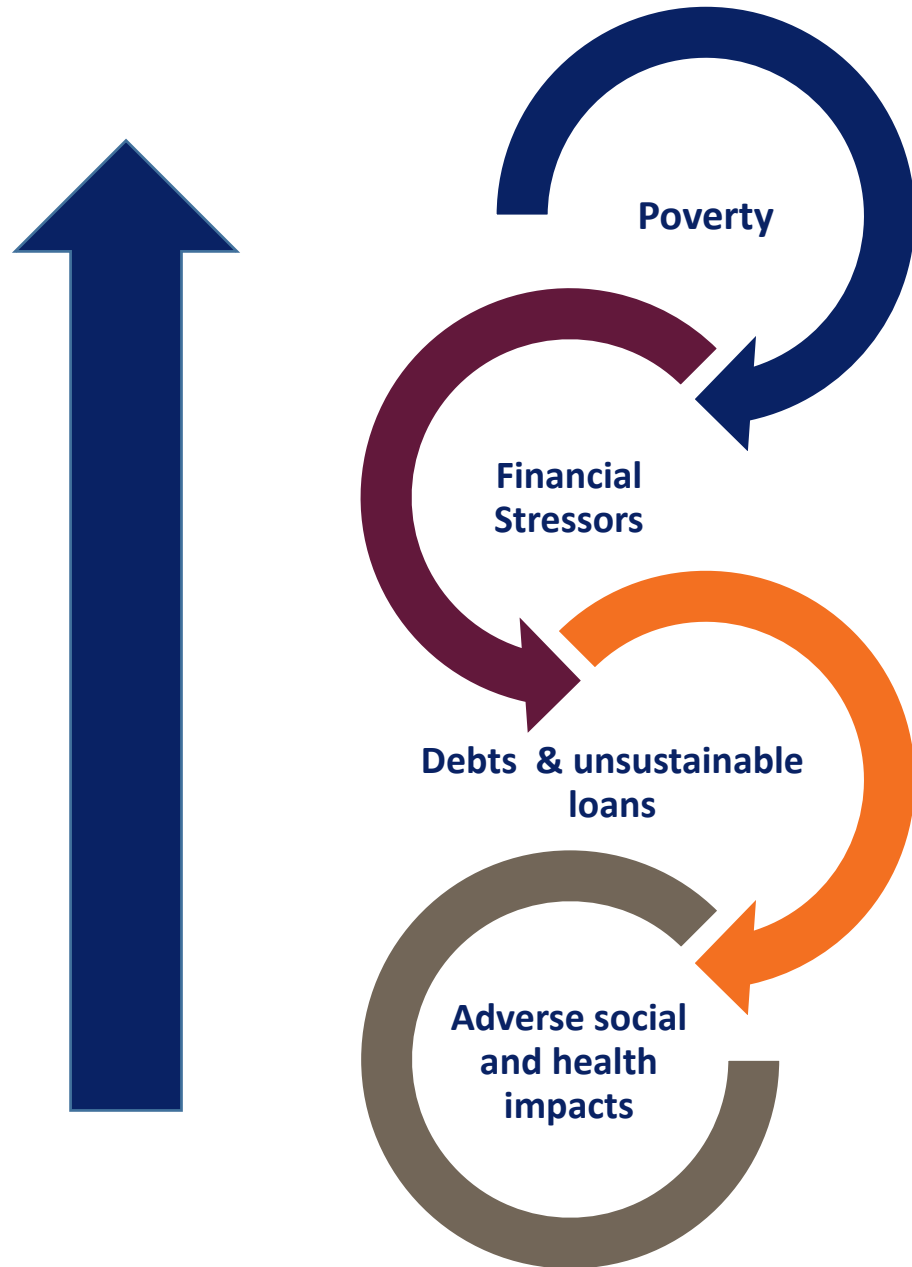 Poverty
Financial
Stressors
Debts  & unsustainable
loans
Adverse social
and health
impacts